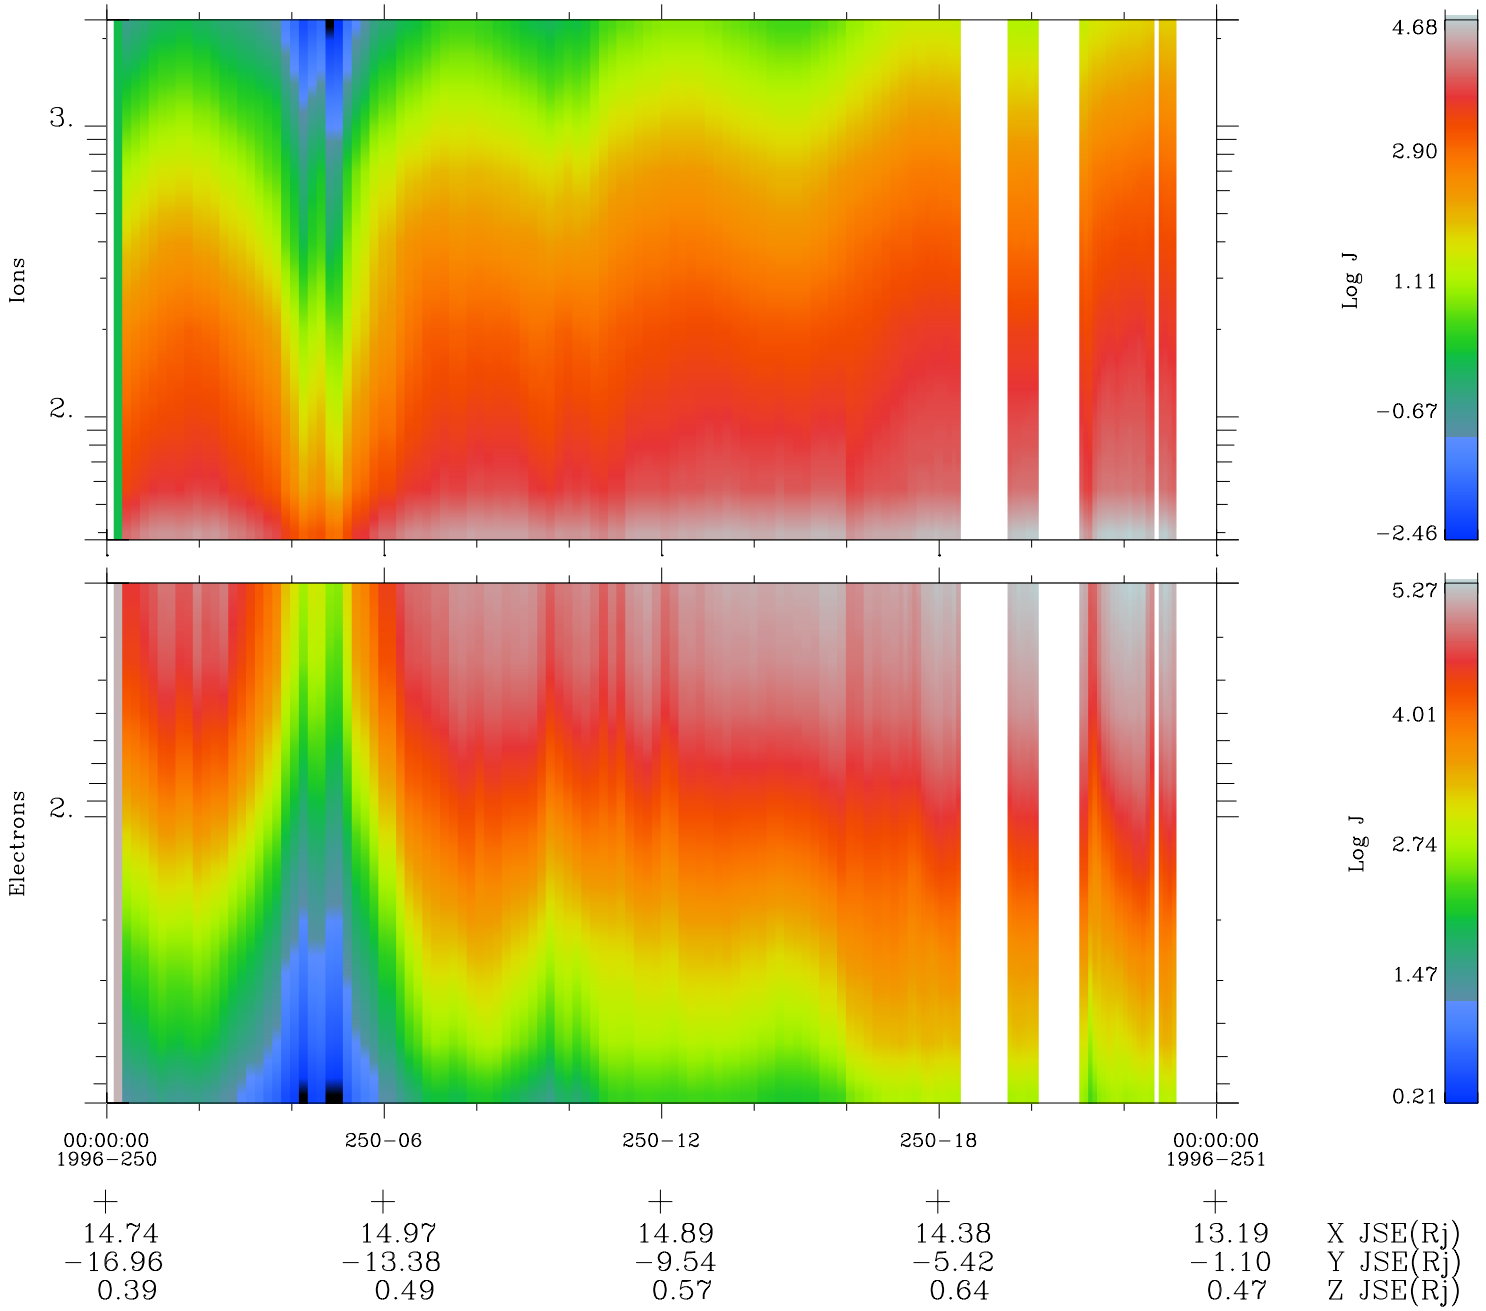 4.68
3.
2.90
Ions
Log J
1.11
2.
−0.67
−2.46
5.27
4.01
2.
Electrons
Log J
2.74
1.47
0.21
00:00:00 250−06 250−12 250−18 00:00:00
1996−250 1996−251
14.74 14.97 14.89 14.38 13.19 X JSE(Rj)
−16.96 −13.38 −9.54 −5.42 −1.10 Y JSE(Rj)
0.39 0.49 0.57 0.64 0.47 Z JSE(Rj)